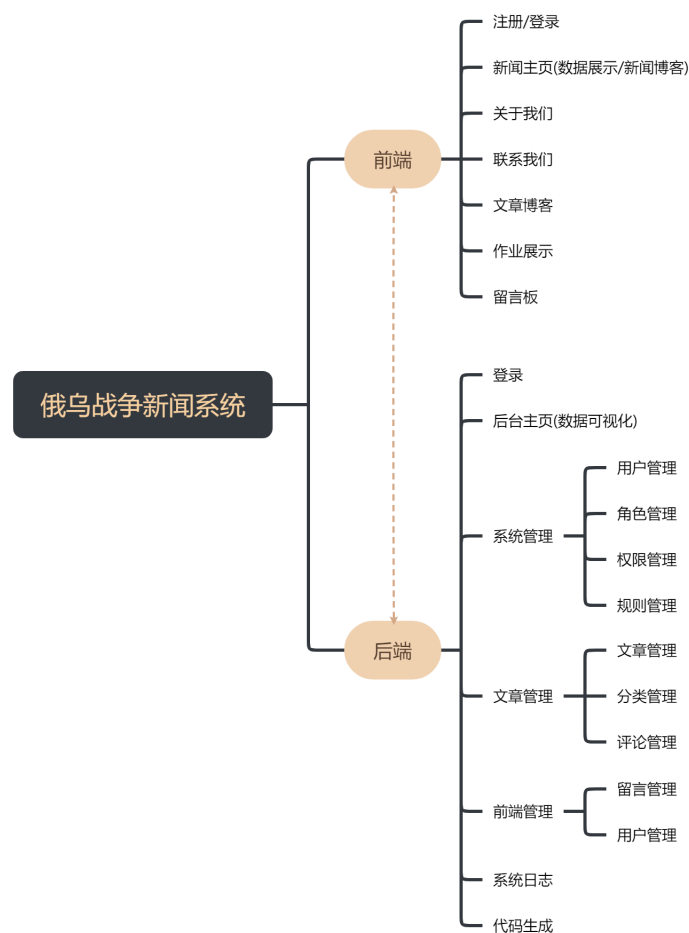 俄乌战争新闻系统
前端
注册/登录
新闻主页(数据展示/新闻博客)
关于我们
联系我们
文章博客
作业展示
留言板
后端
登录
后台主页(数据可视化)
系统管理
用户管理
角色管理
权限管理
规则管理
文章管理
文章管理
分类管理
评论管理
前端管理
留言管理
用户管理
系统日志
代码生成